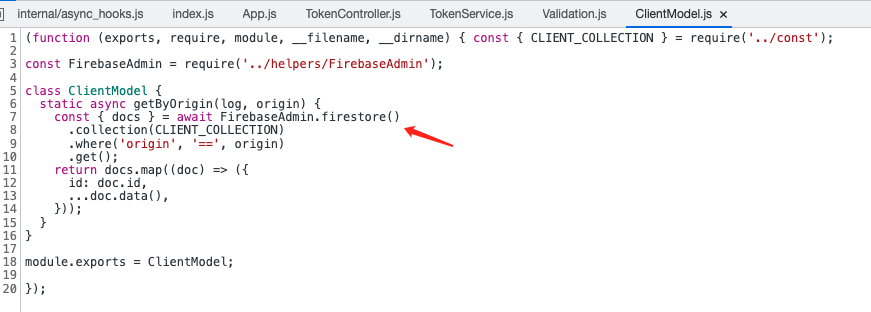 internal/async_hooks.js index.js App.js TokenController.js TokenService.js Validation.js ClientModel.js ×
1 (function (exports, require, module, __filename, __dirname) { const { CLIENT_COLLECTION } = require('../const');
2
3 const FirebaseAdmin = require('../helpers/FirebaseAdmin');
4
5 class ClientModel {
6   static async getByOrigin(log, origin) {
7     const { docs } = await FirebaseAdmin.firestore()
8       .collection(CLIENT_COLLECTION)
9       .where('origin', '==', origin)
10       .get();
11     return docs.map((doc) => ({
12       id: doc.id,
13       ...doc.data(),
14     }));
15   }
16 }
17
18 module.exports = ClientModel;
19
20 });